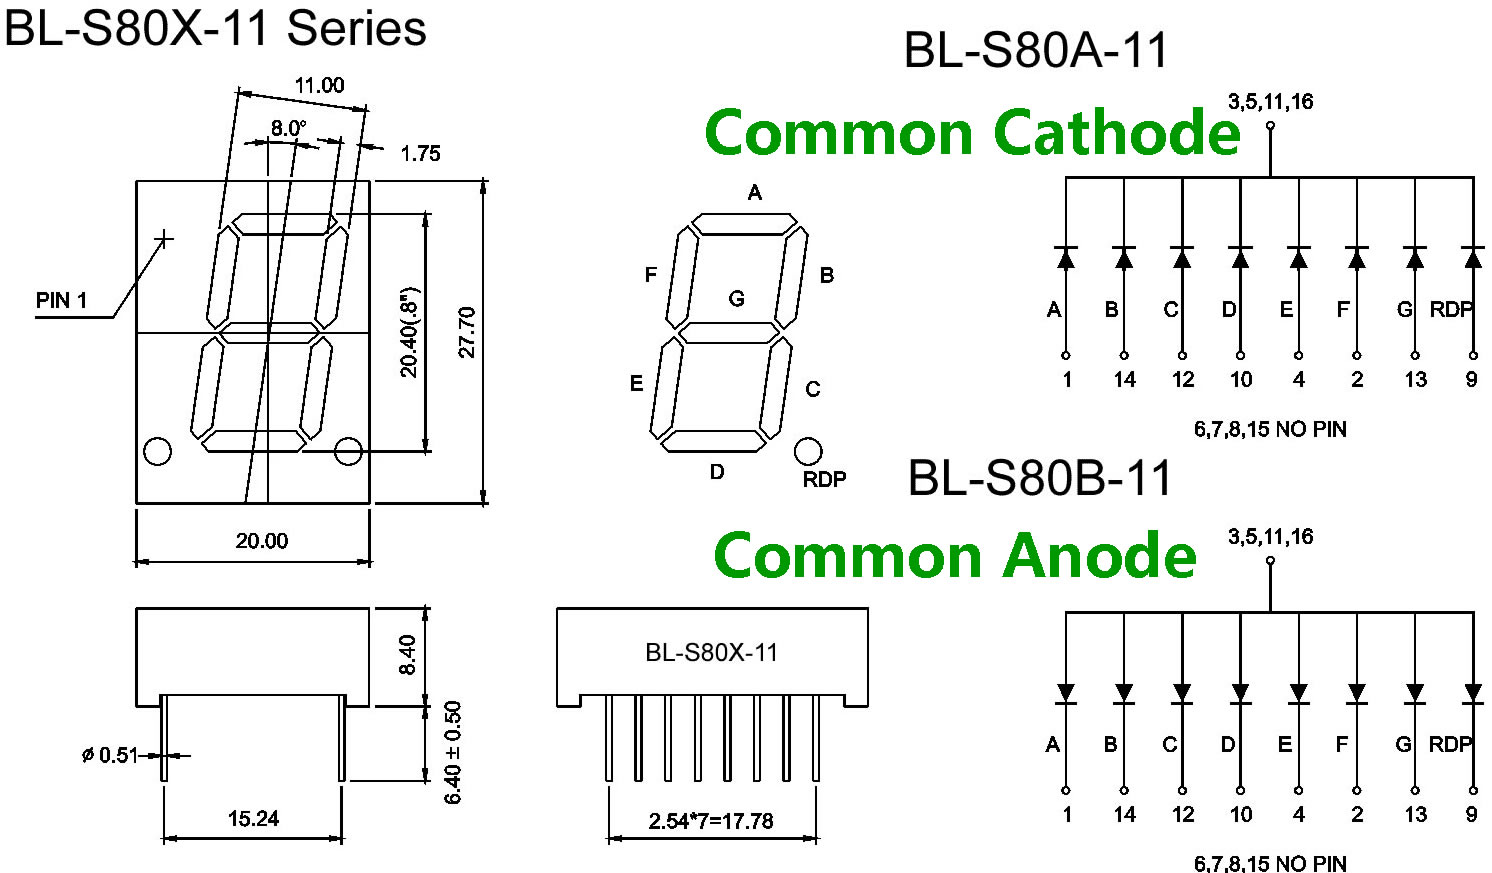 BL-S80X-11 Series
11.00
8.0°
1.75
PIN 1
20.40(.8")
27.70
20.00
A
F
B
G
E
C
D
RDP
BL-S80A-11
Common Cathode
3,5,11,16
A B C D E F G RDP
1 14 12 10 4 2 13 9
6,7,8,15 NO PIN
BL-S80B-11
Common Anode
3,5,11,16
A B C D E F G RDP
1 14 12 10 4 2 13 9
6,7,8,15 NO PIN
8.40
ø 0.51
6.40 ± 0.50
15.24
BL-S80X-11
2.54*7=17.78